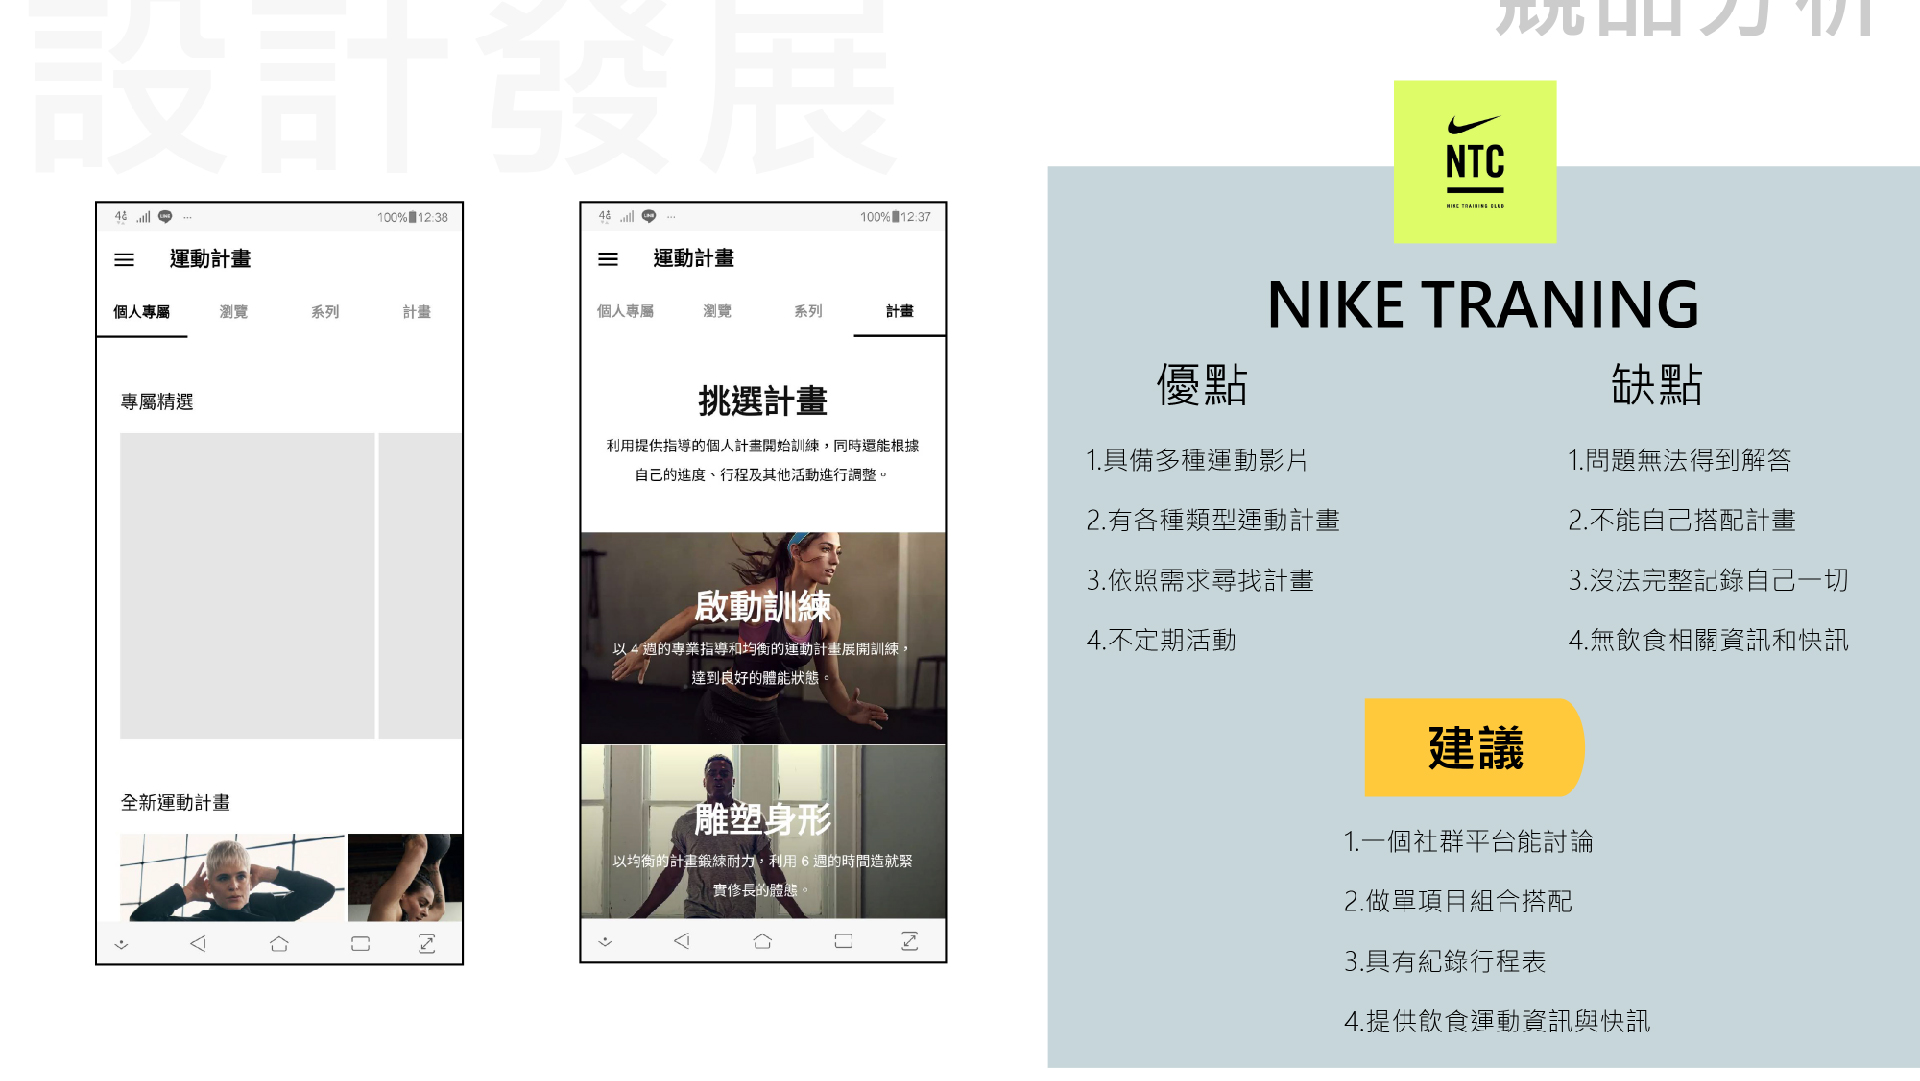 設計發展
競品分析
4G LINE ... 100% 12:38
運動計畫
個人專屬 瀏覽 系列 計畫
專屬精選
全新運動計畫
4G LINE ... 100% 12:37
運動計畫
個人專屬 瀏覽 系列 計畫
挑選計畫
利用提供指導的個人計畫開始訓練，同時還能根據
自己的進度、行程及其他活動進行調整。
啟動訓練
以 4 週的專業指導和均衡的運動計畫展開訓練，
達到良好的體能狀態。
雕塑身形
以均衡的計畫鍛練耐力，利用 6 週的時間造就緊
實修長的體態。
NTC
NIKE TRAINING CLUB
NIKE TRANING
優點
1.具備多種運動影片
2.有各種類型運動計畫
3.依照需求尋找計畫
4.不定期活動
缺點
1.問題無法得到解答
2.不能自己搭配計畫
3.沒法完整記錄自己一切
4.無飲食相關資訊和快訊
建議
1.一個社群平台能討論
2.做單項目組合搭配
3.具有紀錄行程表
4.提供飲食運動資訊與快訊